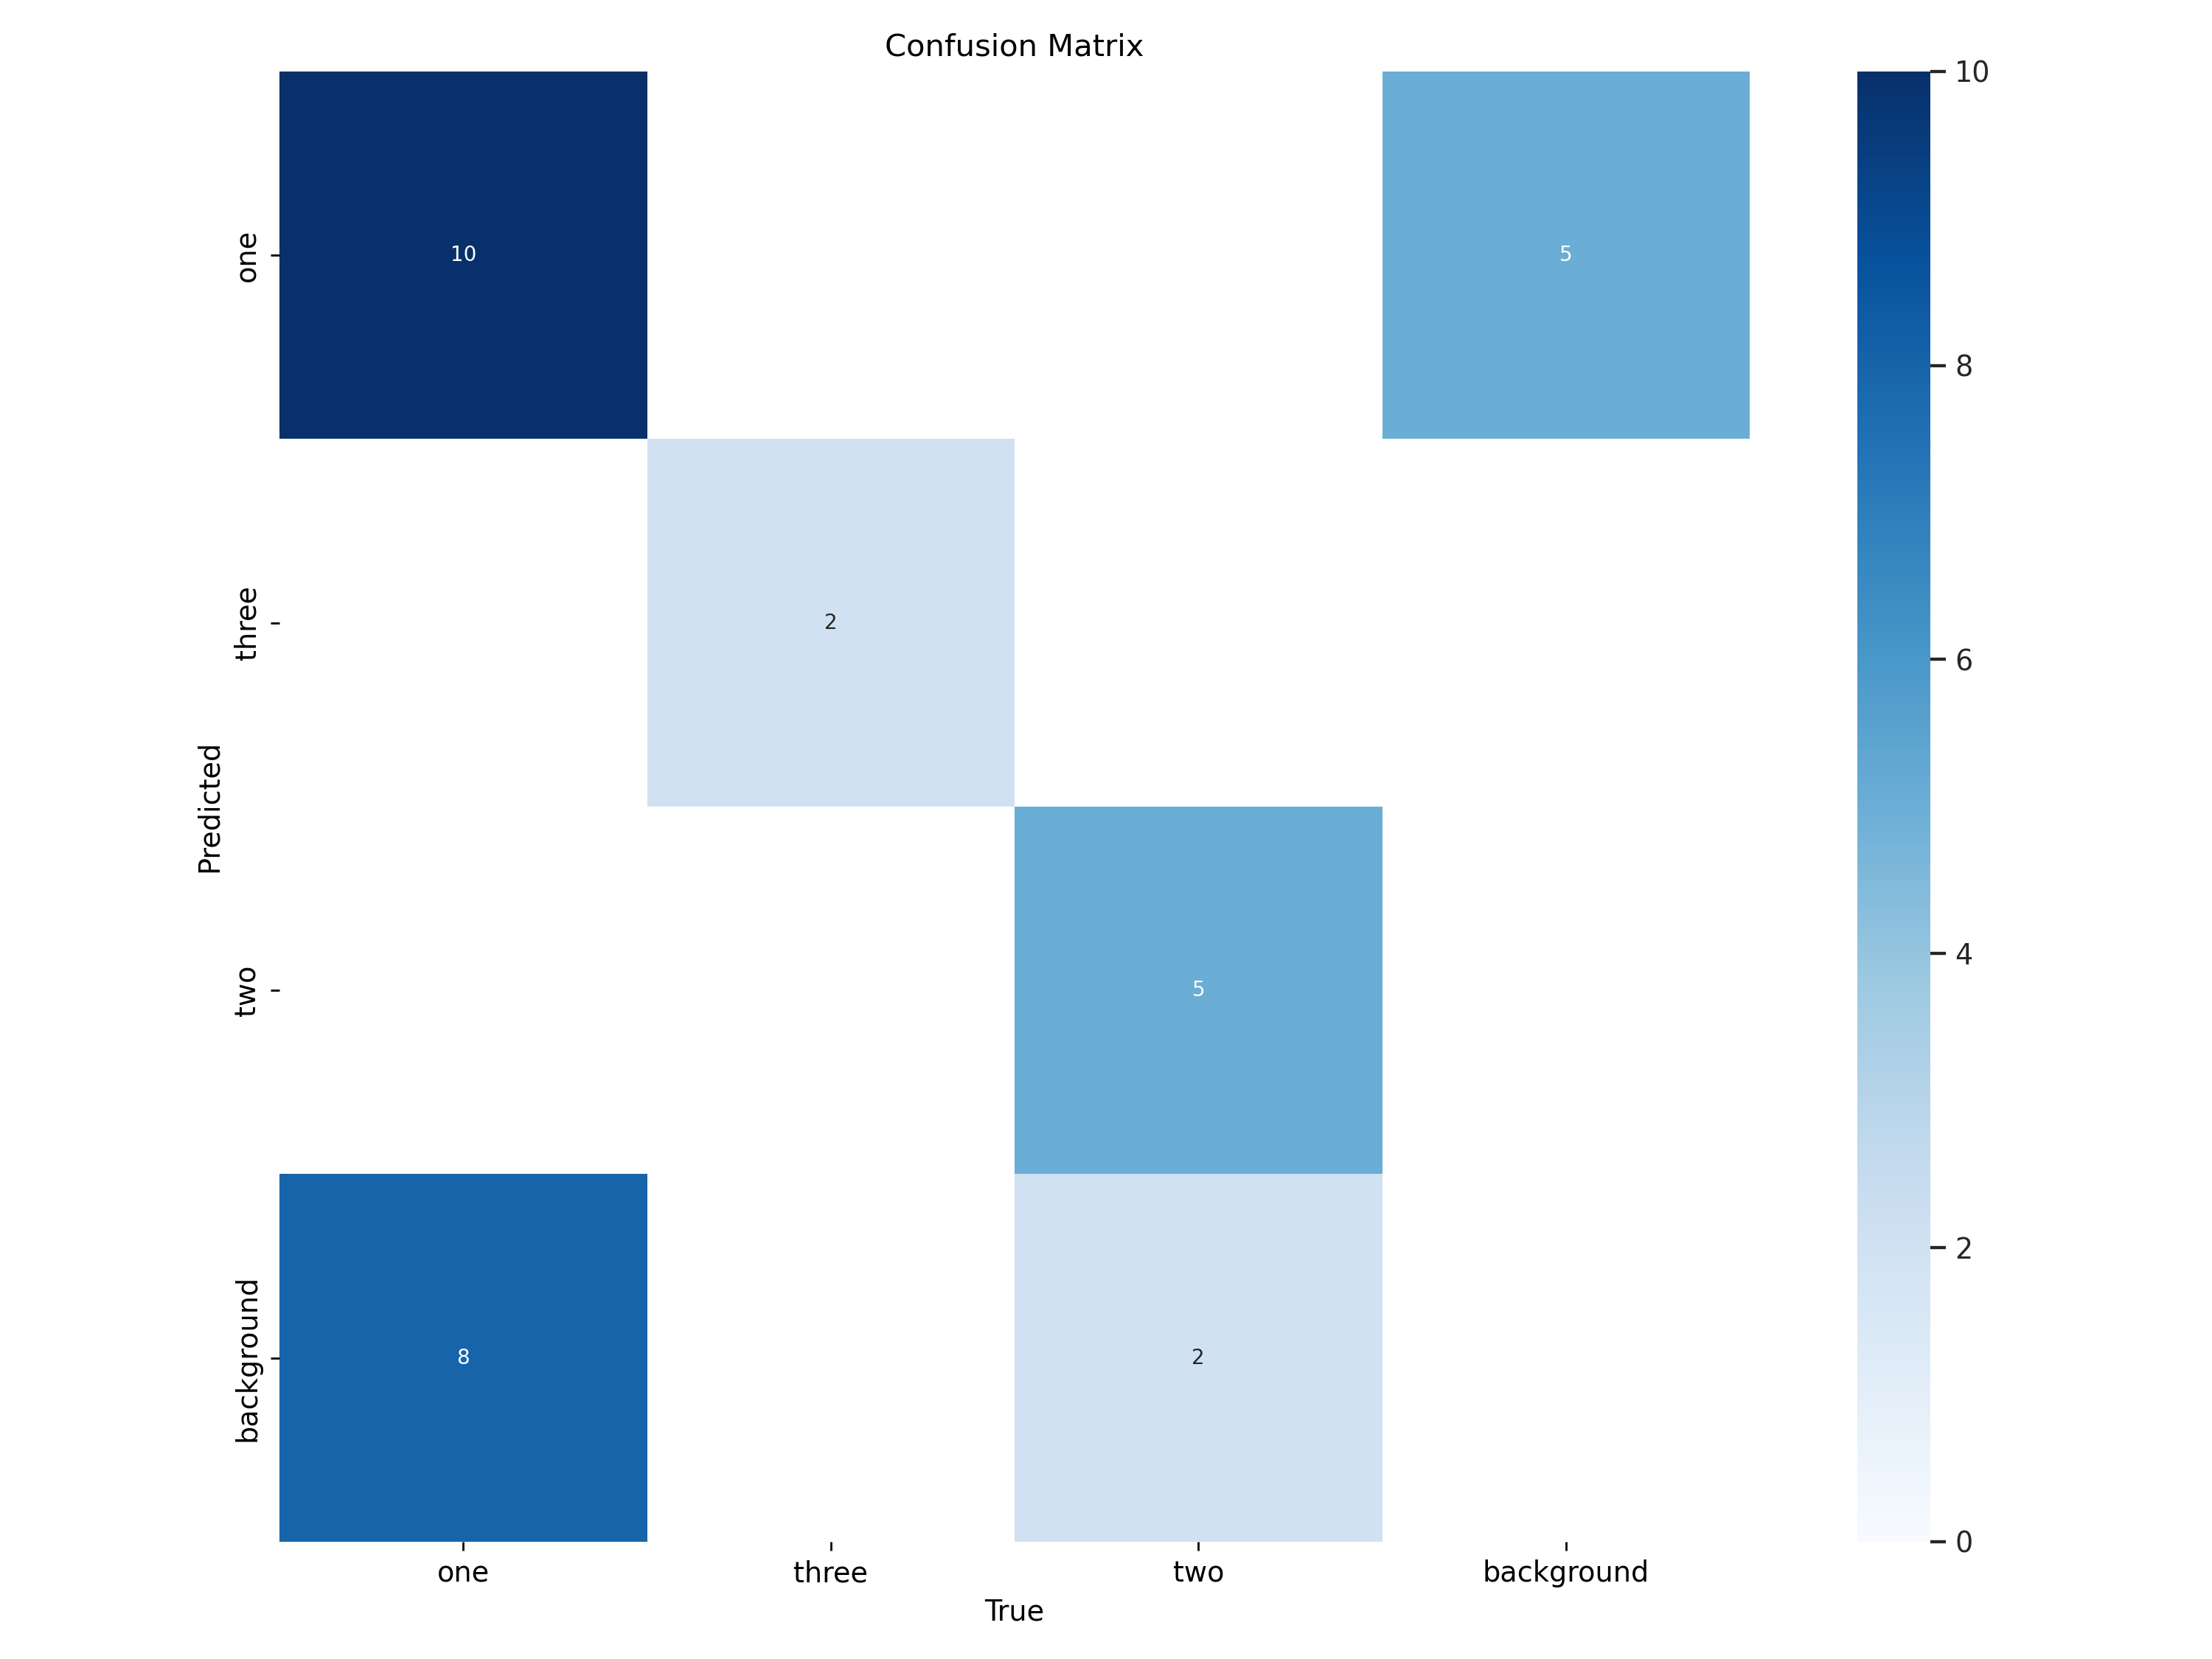 Confusion Matrix
one
three
two
background
Predicted
10
5
2
5
8
2
one
three
two
background
True
10
8
6
4
2
0